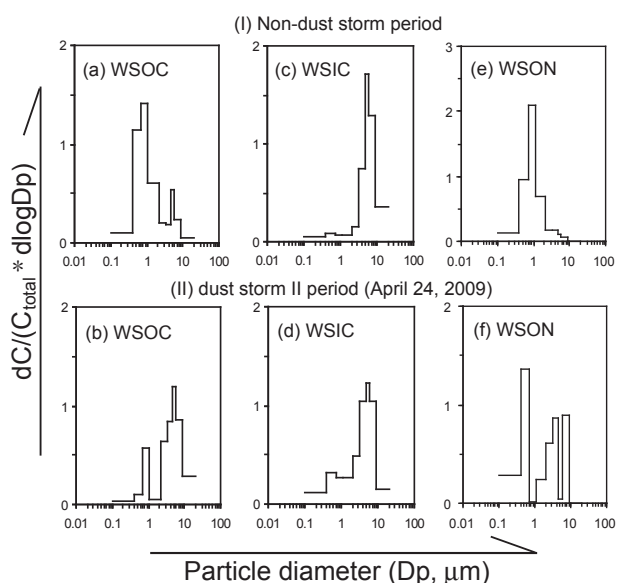 (I) Non-dust storm period
(a) WSOC
(c) WSIC
(e) WSON
2
1
0
2
1
0
3
2
1
0
0.01 0.1 1 10 100
0.01 0.1 1 10 100
0.01 0.1 1 10 100
(II) dust storm II period (April 24, 2009)
(b) WSOC
(d) WSIC
(f) WSON
2
1
0
2
1
0
2
1
0
0.01 0.1 1 10 100
0.01 0.1 1 10 100
0.01 0.1 1 10 100
dC/(Ctotal * dlogDp)
Particle diameter (Dp, μm)